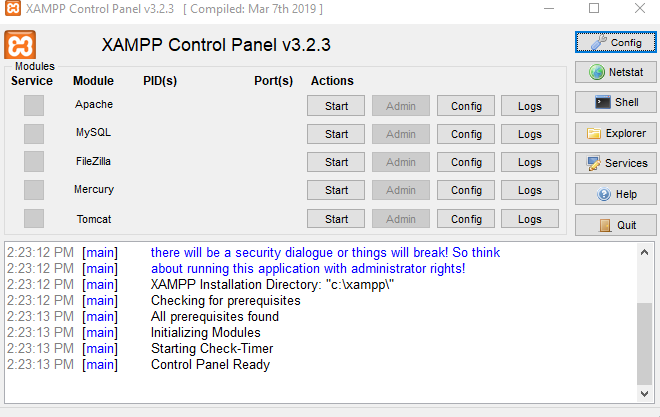 XAMPP Control Panel v3.2.3 [ Compiled: Mar 7th 2019 ]
XAMPP Control Panel v3.2.3
Config
Modules
Service Module PID(s) Port(s) Actions
Netstat
Apache Start Admin Config Logs
Shell
MySQL Start Admin Config Logs
Explorer
FileZilla Start Admin Config Logs
Services
Mercury Start Admin Config Logs
Help
Tomcat Start Admin Config Logs
Quit
2:23:12 PM [main] there will be a security dialogue or things will break! So think
2:23:12 PM [main] about running this application with administrator rights!
2:23:12 PM [main] XAMPP Installation Directory: "c:\xampp\"
2:23:12 PM [main] Checking for prerequisites
2:23:13 PM [main] All prerequisites found
2:23:13 PM [main] Initializing Modules
2:23:13 PM [main] Starting Check-Timer
2:23:13 PM [main] Control Panel Ready